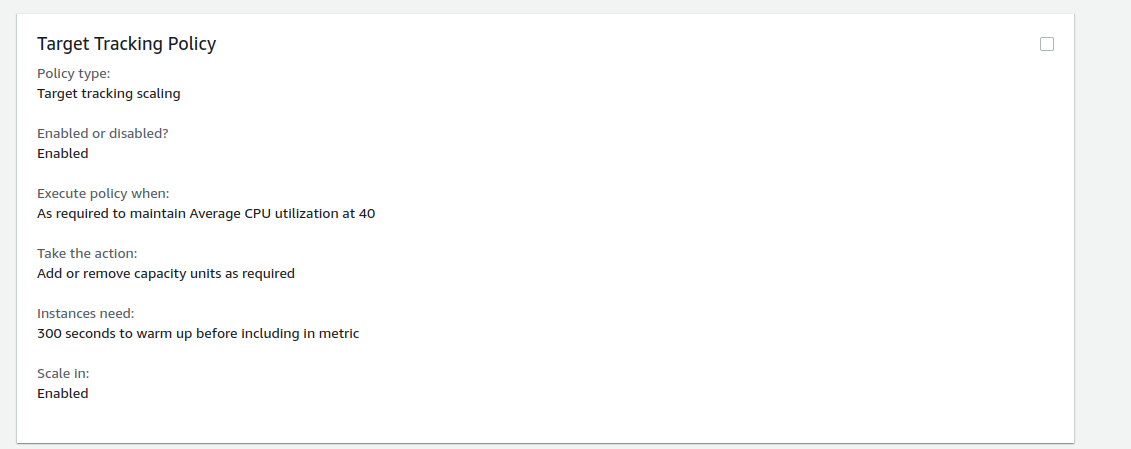 Target Tracking Policy
Policy type:
Target tracking scaling
Enabled or disabled?
Enabled
Execute policy when:
As required to maintain Average CPU utilization at 40
Take the action:
Add or remove capacity units as required
Instances need:
300 seconds to warm up before including in metric
Scale in:
Enabled